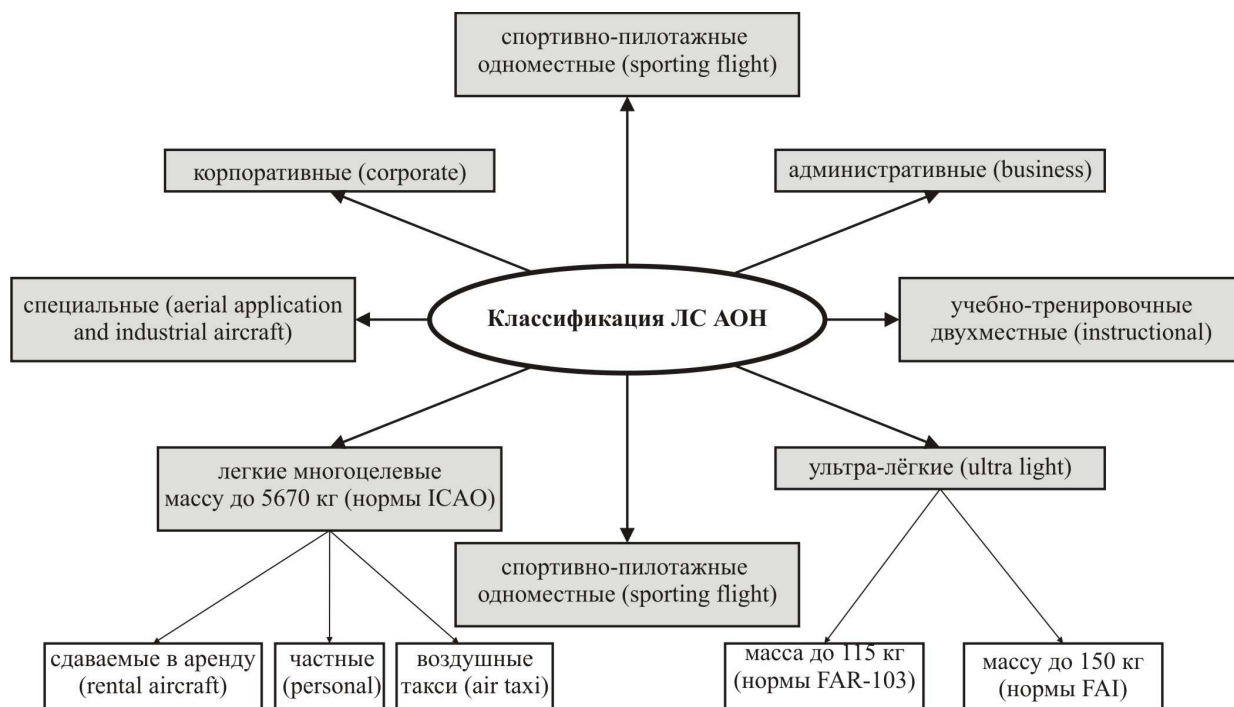 спортивно-пилотажные
одноместные (sporting flight)
корпоративные (corporate)
административные (business)
специальные (aerial application
and industrial aircraft)
Классификация ЛС АОН
учебно-тренировочные
двухместные (instructional)
легкие многоцелевые
массу до 5670 кг (нормы ICAO)
ультра-лёгкие (ultra light)
спортивно-пилотажные
одноместные (sporting flight)
сдаваемые в аренду
(rental aircraft)
частные
(personal)
воздушные
такси (air taxi)
масса до 115 кг
(нормы FAR-103)
массу до 150 кг
(нормы FAI)